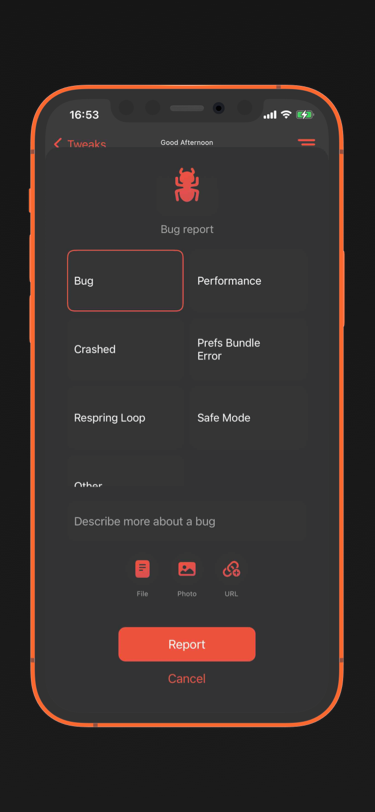 16:53
Tweaks
Good Afternoon
Bug report
Bug
Performance
Crashed
Prefs Bundle
Error
Respring Loop
Safe Mode
Other
Describe more about a bug
File
Photo
URL
Report
Cancel